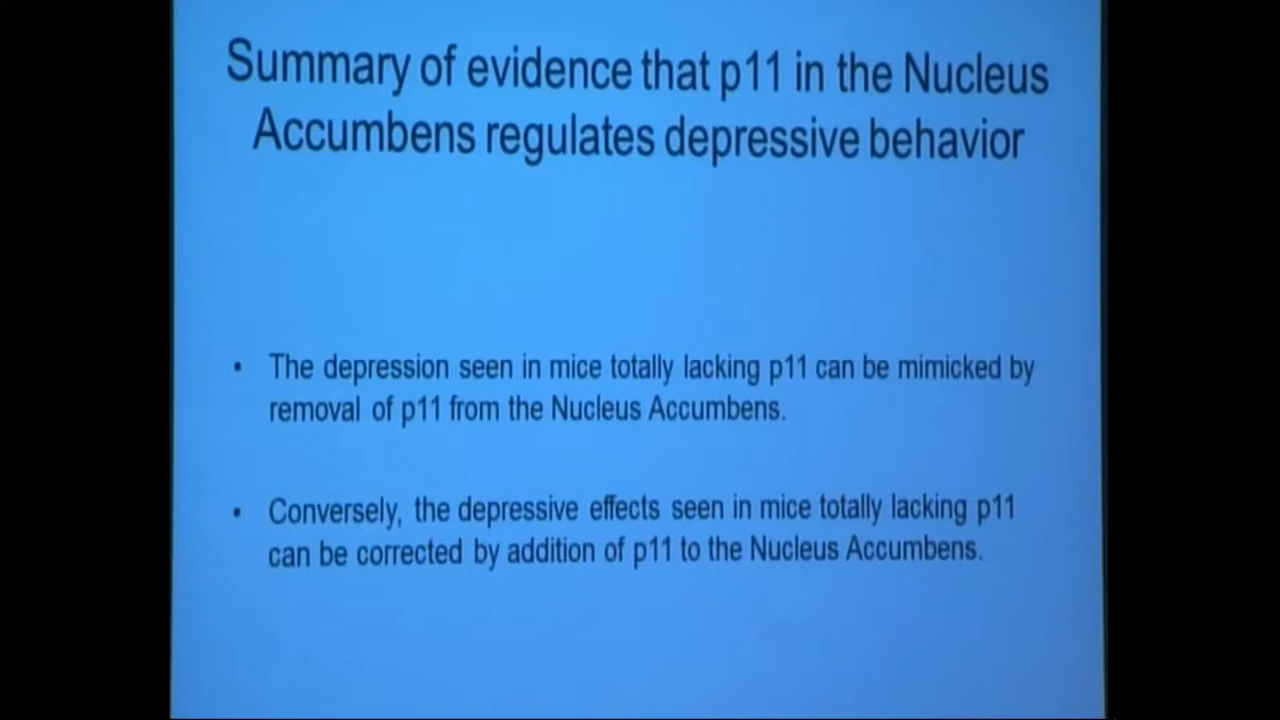 Summary of evidence that p11 in the Nucleus
Accumbens regulates depressive behavior
• The depression seen in mice totally lacking p11 can be mimicked by
removal of p11 from the Nucleus Accumbens.
• Conversely, the depressive effects seen in mice totally lacking p11
can be corrected by addition of p11 to the Nucleus Accumbens.